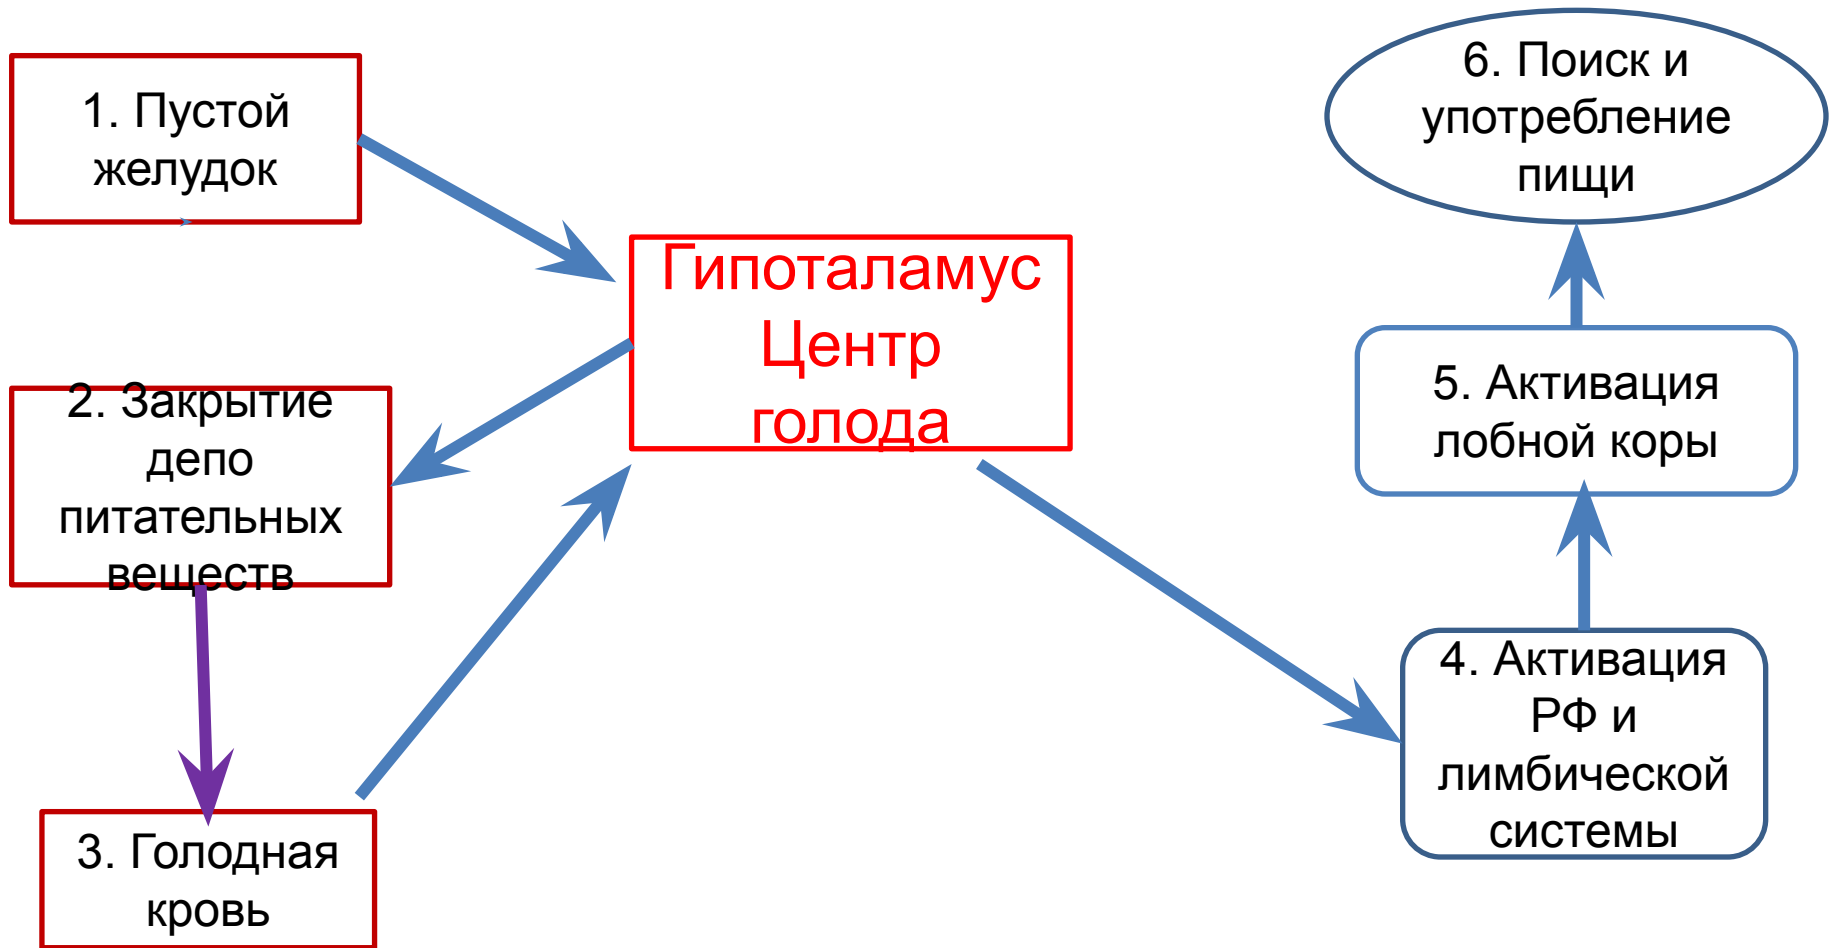 1. Пустой
желудок
Гипоталамус
Центр
голода
2. Закрытие
депо
питательных
веществ
3. Голодная
кровь
4. Активация
РФ и
лимбической
системы
5. Активация
лобной коры
6. Поиск и
употребление
пищи